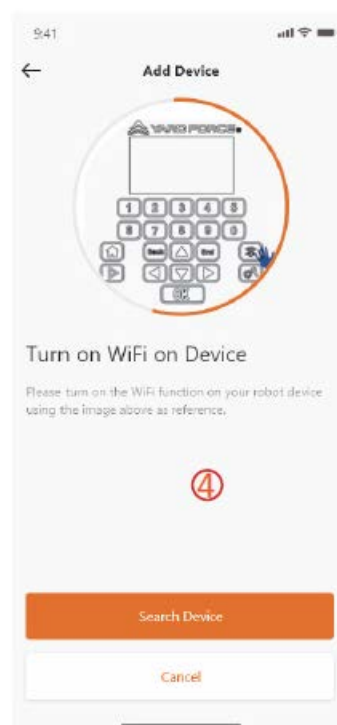 9:41
Add Device
YARD FORCE
1 2 3 4 5
6 7 8 9 0
Back
OK
Turn on WiFi on Device
Please turn on the WiFi function on your robot device
using the image above as reference.
④
Search Device
Cancel